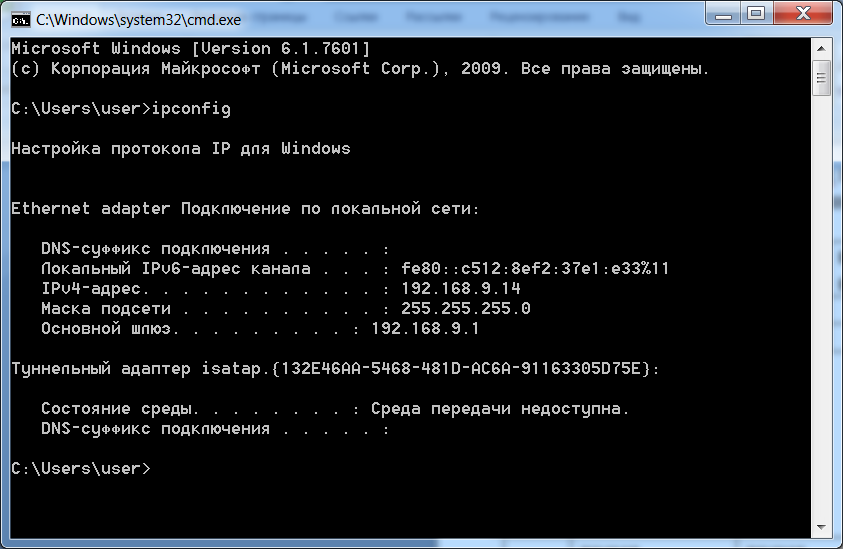 C:\Windows\system32\cmd.exe
Microsoft Windows [Version 6.1.7601]
(c) Корпорация Майкрософт (Microsoft Corp.), 2009. Все права защищены.
C:\Users\user>ipconfig
Настройка протокола IP для Windows
Ethernet adapter Подключение по локальной сети:
DNS-суффикс подключения . . . . . :
Локальный IPv6-адрес канала . . . : fe80::c512:8ef2:37e1:e33%11
IPv4-адрес. . . . . . . . . . . . : 192.168.9.14
Маска подсети . . . . . . . . . . : 255.255.255.0
Основной шлюз. . . . . . . . . : 192.168.9.1
Туннельный адаптер isatap.{132E46AA-5468-481D-AC6A-91163305D75E}:
Состояние среды. . . . . . . . : Среда передачи недоступна.
DNS-суффикс подключения . . . . . :
C:\Users\user>